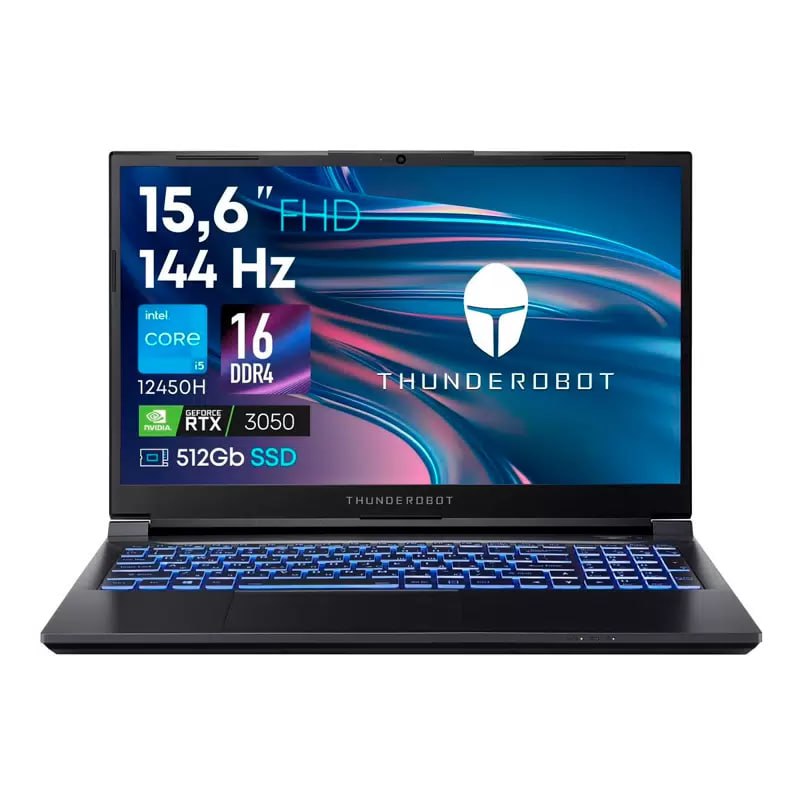 15,6″ FHD
144 Hz
intel
CORE
i5
12450H
16
DDR4
NVIDIA.
GEFORCE
RTX
3050
512Gb SSD
THUNDEROBOT
THUNDEROBOT